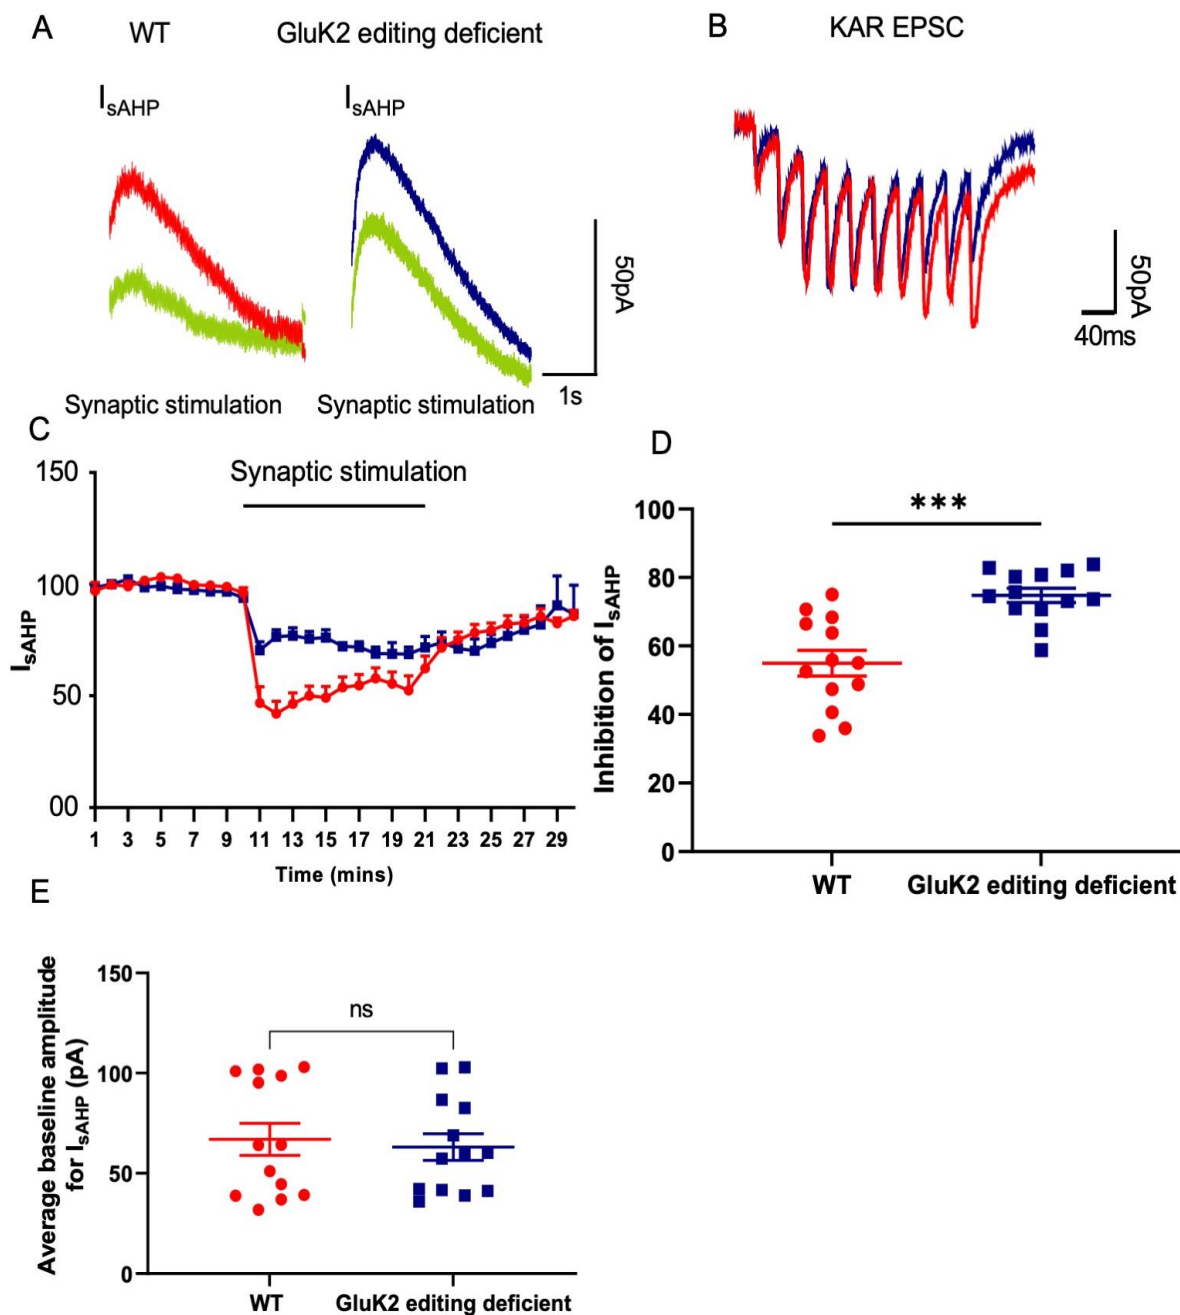 A
WT
GluK2 editing deficient
IsAHP
IsAHP
50pA
1s
Synaptic stimulation
Synaptic stimulation
B
KAR EPSC
50pA
40ms
C
Synaptic stimulation
150
100
50
00
IsAHP
1 3 5 7 9 11 13 15 17 19 21 23 25 27 29
Time (mins)
D
***
100
80
60
40
20
0
Inhibition of IsAHP
WT
GluK2 editing deficient
E
150
100
50
0
Average baseline amplitude
for IsAHP (pA)
ns
WT
GluK2 editing deficient